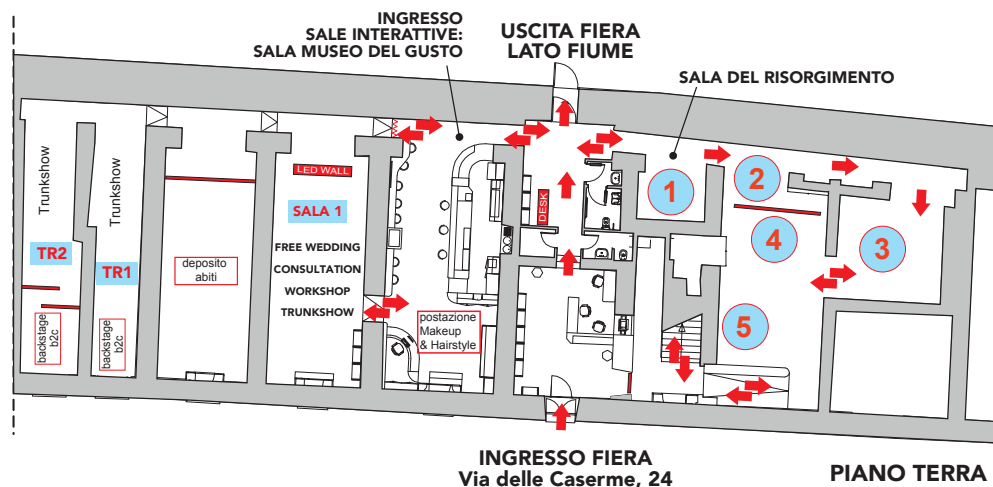 INGRESSO
SALE INTERATTIVE:
SALA MUSEO DEL GUSTO
USCITA FIERA
LATO FIUME
SALA DEL RISORGIMENTO
Trunkshow
Trunkshow
LED WALL
SALA 1
FREE WEDDING
CONSULTATION
WORKSHOP
TRUNKSHOW
TR2
TR1
deposito
abiti
backstage
b2c
backstage
b2c
postazione
Makeup
& Hairstyle
DESK
1
2
3
4
5
INGRESSO FIERA
Via delle Caserme, 24
PIANO TERRA